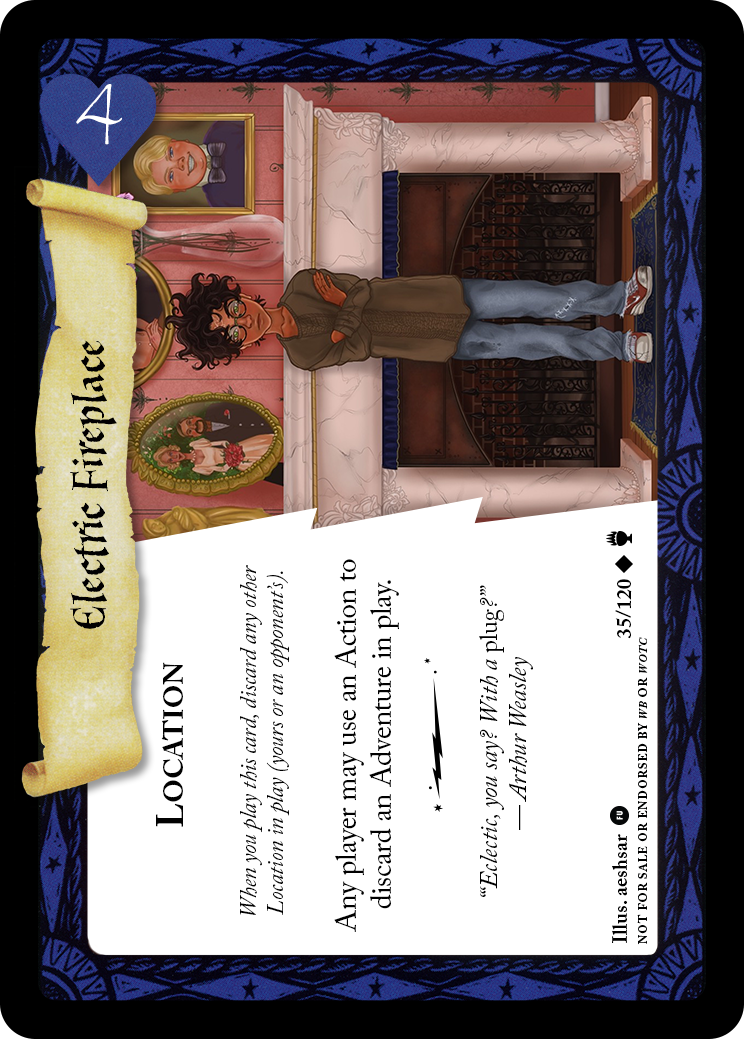 4
Electric Fireplace
LOCATION
When you play this card, discard any other
Location in play (yours or an opponent's).
Any player may use an Action to
discard an Adventure in play.
“‘Eclectic, you say? With a plug?’”
— Arthur Weasley
Illus. aeshsar FU
35/120
NOT FOR SALE OR ENDORSED BY WB OR WOTC